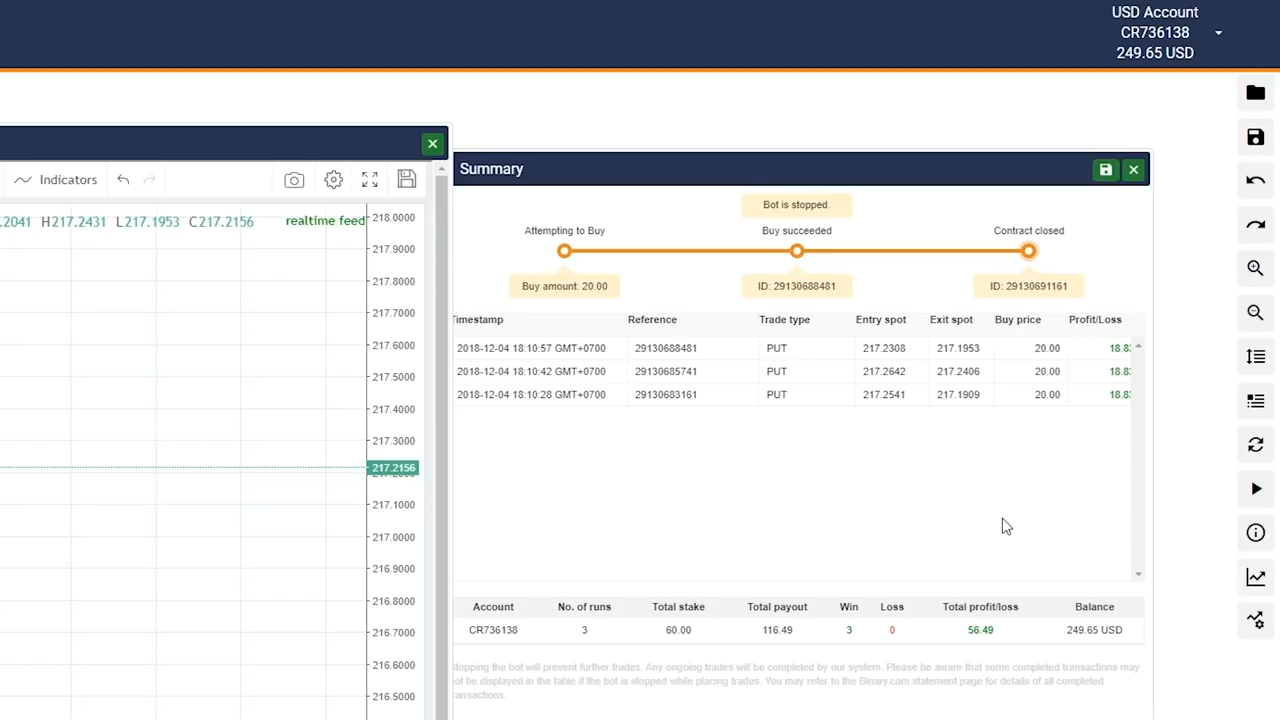 USD Account
CR736138
249.65 USD
Indicators
.2041 H217.2431 L217.1953 C217.2156
realtime feed
218.0000
217.9000
217.8000
217.7000
217.6000
217.5000
217.4000
217.3000
217.2156
217.1000
217.0000
216.9000
216.8000
216.7000
216.6000
216.5000
Summary
Bot is stopped.
Attempting to Buy Buy succeeded Contract closed
Buy amount: 20.00 ID: 29130688481 ID: 29130691161
Timestamp Reference Trade type Entry spot Exit spot Buy price Profit/Loss
2018-12-04 18:10:57 GMT+0700 29130688481 PUT 217.2308 217.1953 20.00 18.83
2018-12-04 18:10:42 GMT+0700 29130685741 PUT 217.2642 217.2406 20.00 18.83
2018-12-04 18:10:28 GMT+0700 29130683161 PUT 217.2541 217.1909 20.00 18.83
Account No. of runs Total stake Total payout Win Loss Total profit/loss Balance
CR736138 3 60.00 116.49 3 0 56.49 249.65 USD
Stopping the bot will prevent further trades. Any ongoing trades will be completed by our system. Please be aware that some completed transactions may
not be displayed in the table if the bot is stopped while placing trades. You may refer to the Binary.com statement page for details of all completed
transactions.